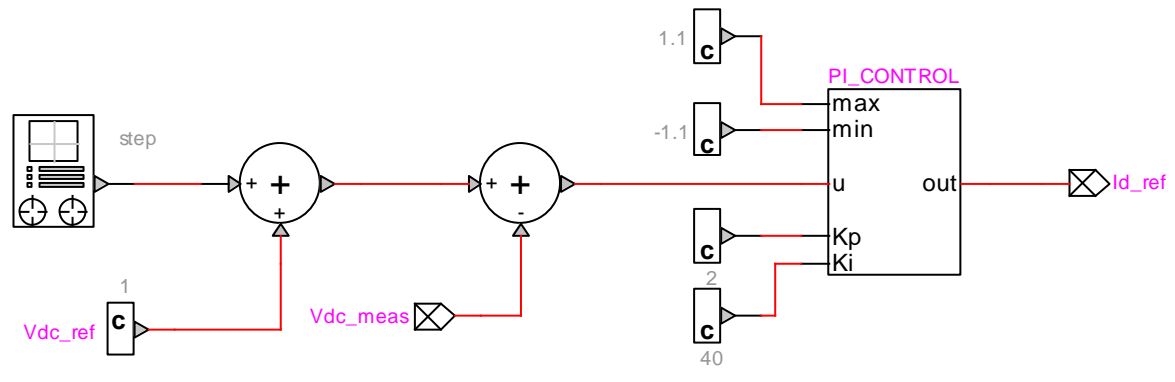 1.1
c
PI_CONTROL
max
-1.1
c
min
step
+
+
+
+
+
-
u
out
Id_ref
c
Kp
2
Ki
1
Vdc_ref
c
Vdc_meas
c
40